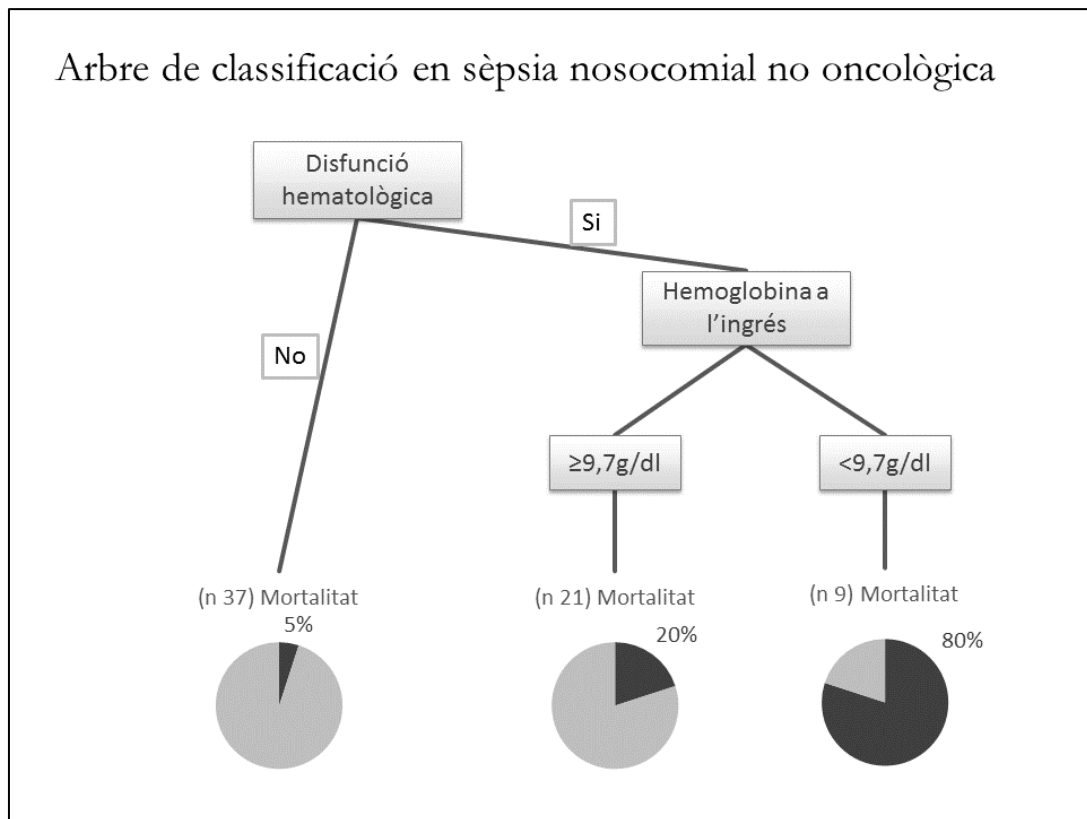 Arbre de classificació en sèpsia nosocomial no oncològica
Disfunció
hematològica
Si
Hemoglobina a
l’ingrés
No
≥9,7g/dl
<9,7g/dl
(n 37) Mortalitat
5%
(n 21) Mortalitat
20%
(n 9) Mortalitat
80%